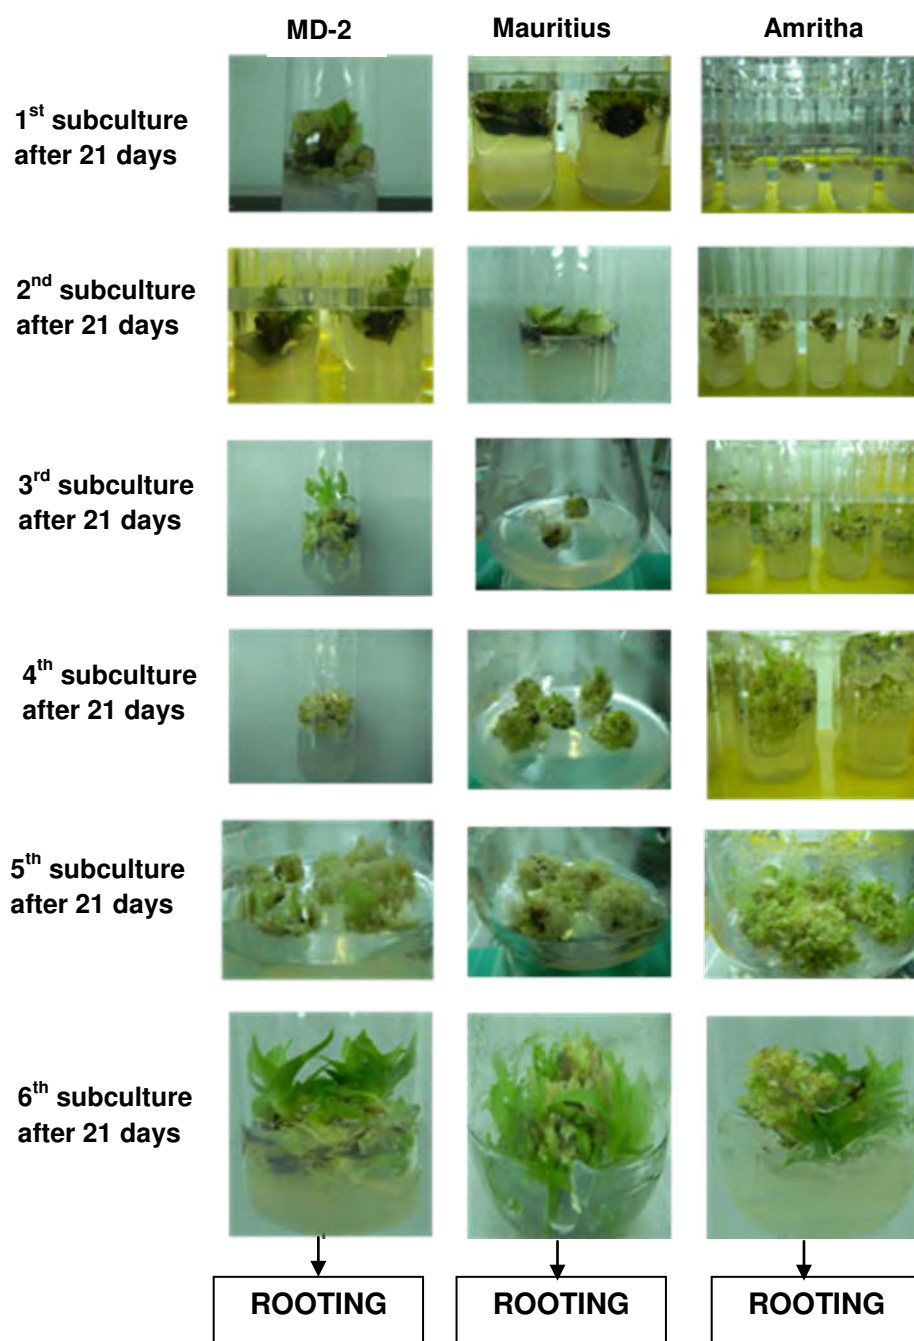 MD-2 Mauritius Amritha
1st subculture
after 21 days
2nd subculture
after 21 days
3rd subculture
after 21 days
4th subculture
after 21 days
5th subculture
after 21 days
6th subculture
after 21 days
ROOTING ROOTING ROOTING